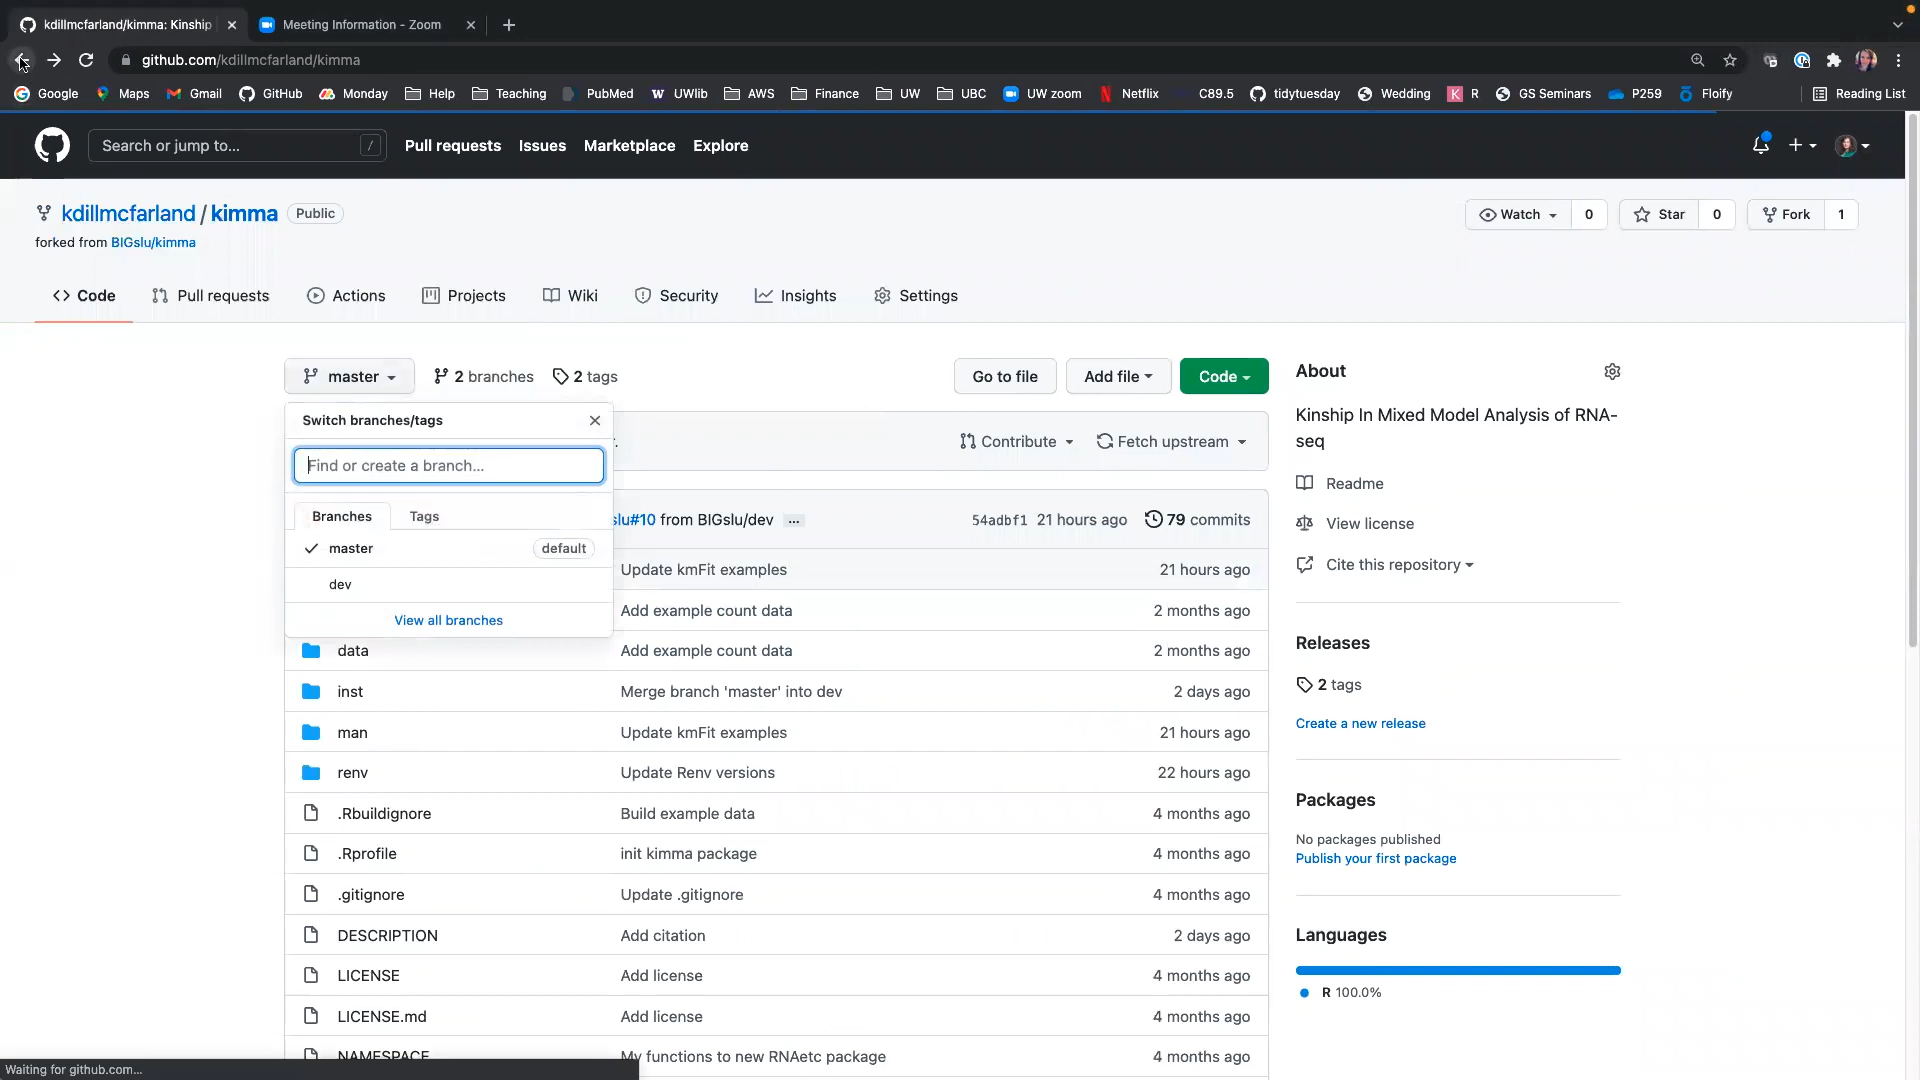 kdillmcfarland/kimma: Kinship
Meeting Information - Zoom
github.com/kdillmcfarland/kimma
Google Maps Gmail GitHub Monday Help Teaching PubMed UWlib AWS Finance UW UBC UW zoom Netflix C89.5 tidytuesday Wedding R GS Seminars P259 Floify Reading List
Search or jump to... /
Pull requests Issues Marketplace Explore
kdillmcfarland / kimma Public
Watch 0 Star 0 Fork 1
forked from BIGslu/kimma
Code Pull requests Actions Projects Wiki Security Insights Settings
master 2 branches 2 tags Go to file Add file Code
Switch branches/tags
Find or create a branch...
Branches Tags
master default
dev
View all branches
Contribute Fetch upstream
slu#10 from BIGslu/dev ... 54adbf1 21 hours ago 79 commits
Update kmFit examples 21 hours ago
Add example count data 2 months ago
data Add example count data 2 months ago
inst Merge branch 'master' into dev 2 days ago
man Update kmFit examples 21 hours ago
renv Update Renv versions 22 hours ago
.Rbuildignore Build example data 4 months ago
.Rprofile init kimma package 4 months ago
.gitignore Update .gitignore 4 months ago
DESCRIPTION Add citation 2 days ago
LICENSE Add license 4 months ago
LICENSE.md Add license 4 months ago
NAMESPACE My functions to new RNAetc package 4 months ago
About
Kinship In Mixed Model Analysis of RNA-
seq
Readme
View license
Cite this repository
Releases
2 tags
Create a new release
Packages
No packages published
Publish your first package
Languages
R 100.0%
Waiting for github.com...